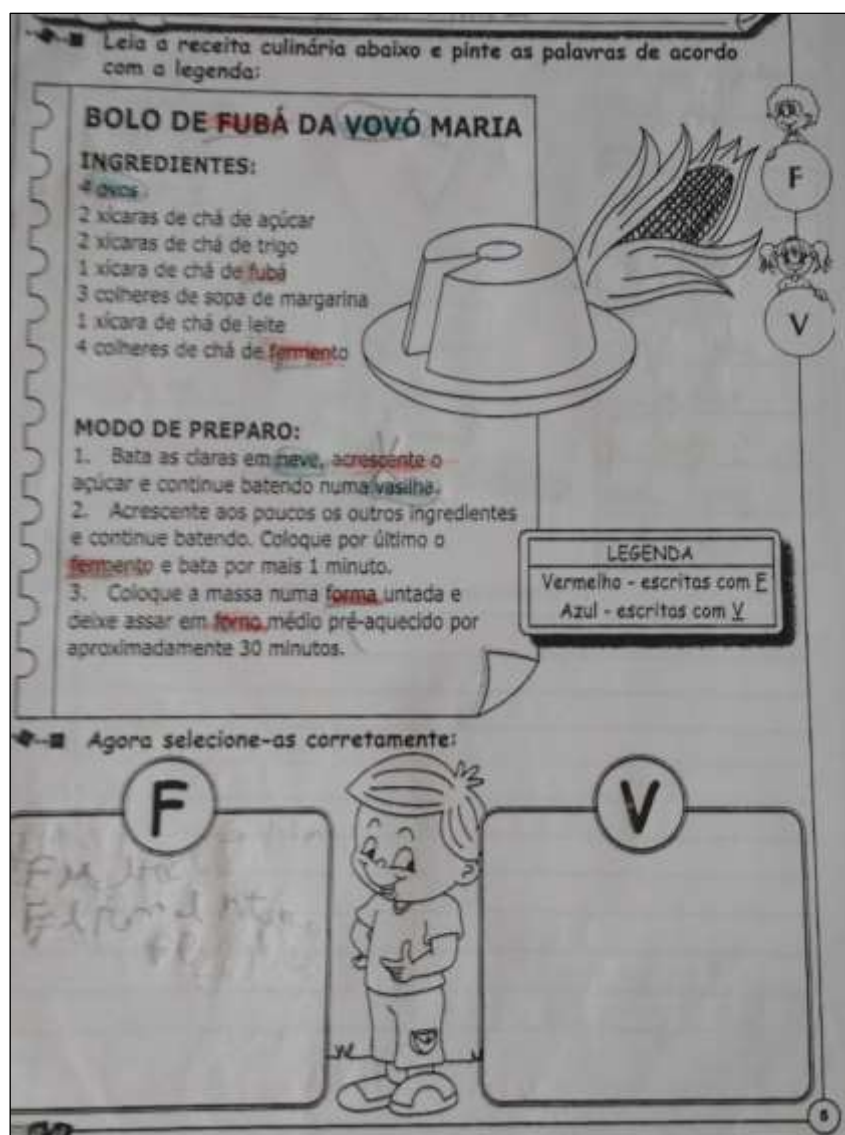 Leia a receita culinária abaixo e pinte as palavras de acordo
com a legenda:
BOLO DE FUBÁ DA VOVÓ MARIA
INGREDIENTES:
4 ovos
2 xícaras de chá de açúcar
2 xícaras de chá de trigo
1 xícara de chá de fubá
3 colheres de sopa de margarina
1 xícara de chá de leite
4 colheres de chá de fermento
F
V
MODO DE PREPARO:
1. Bata as claras em neve, acrescente o
açúcar e continue batendo numa vasilha.
2. Acrescente aos poucos os outros ingredientes
e continue batendo. Coloque por último o
fermento e bata por mais 1 minuto.
3. Coloque a massa numa forma untada e
deixe assar em forno médio pré-aquecido por
aproximadamente 30 minutos.
LEGENDA
Vermelho - escritas com F
Azul - escritas com V
Agora selecione-as corretamente:
F
V
5